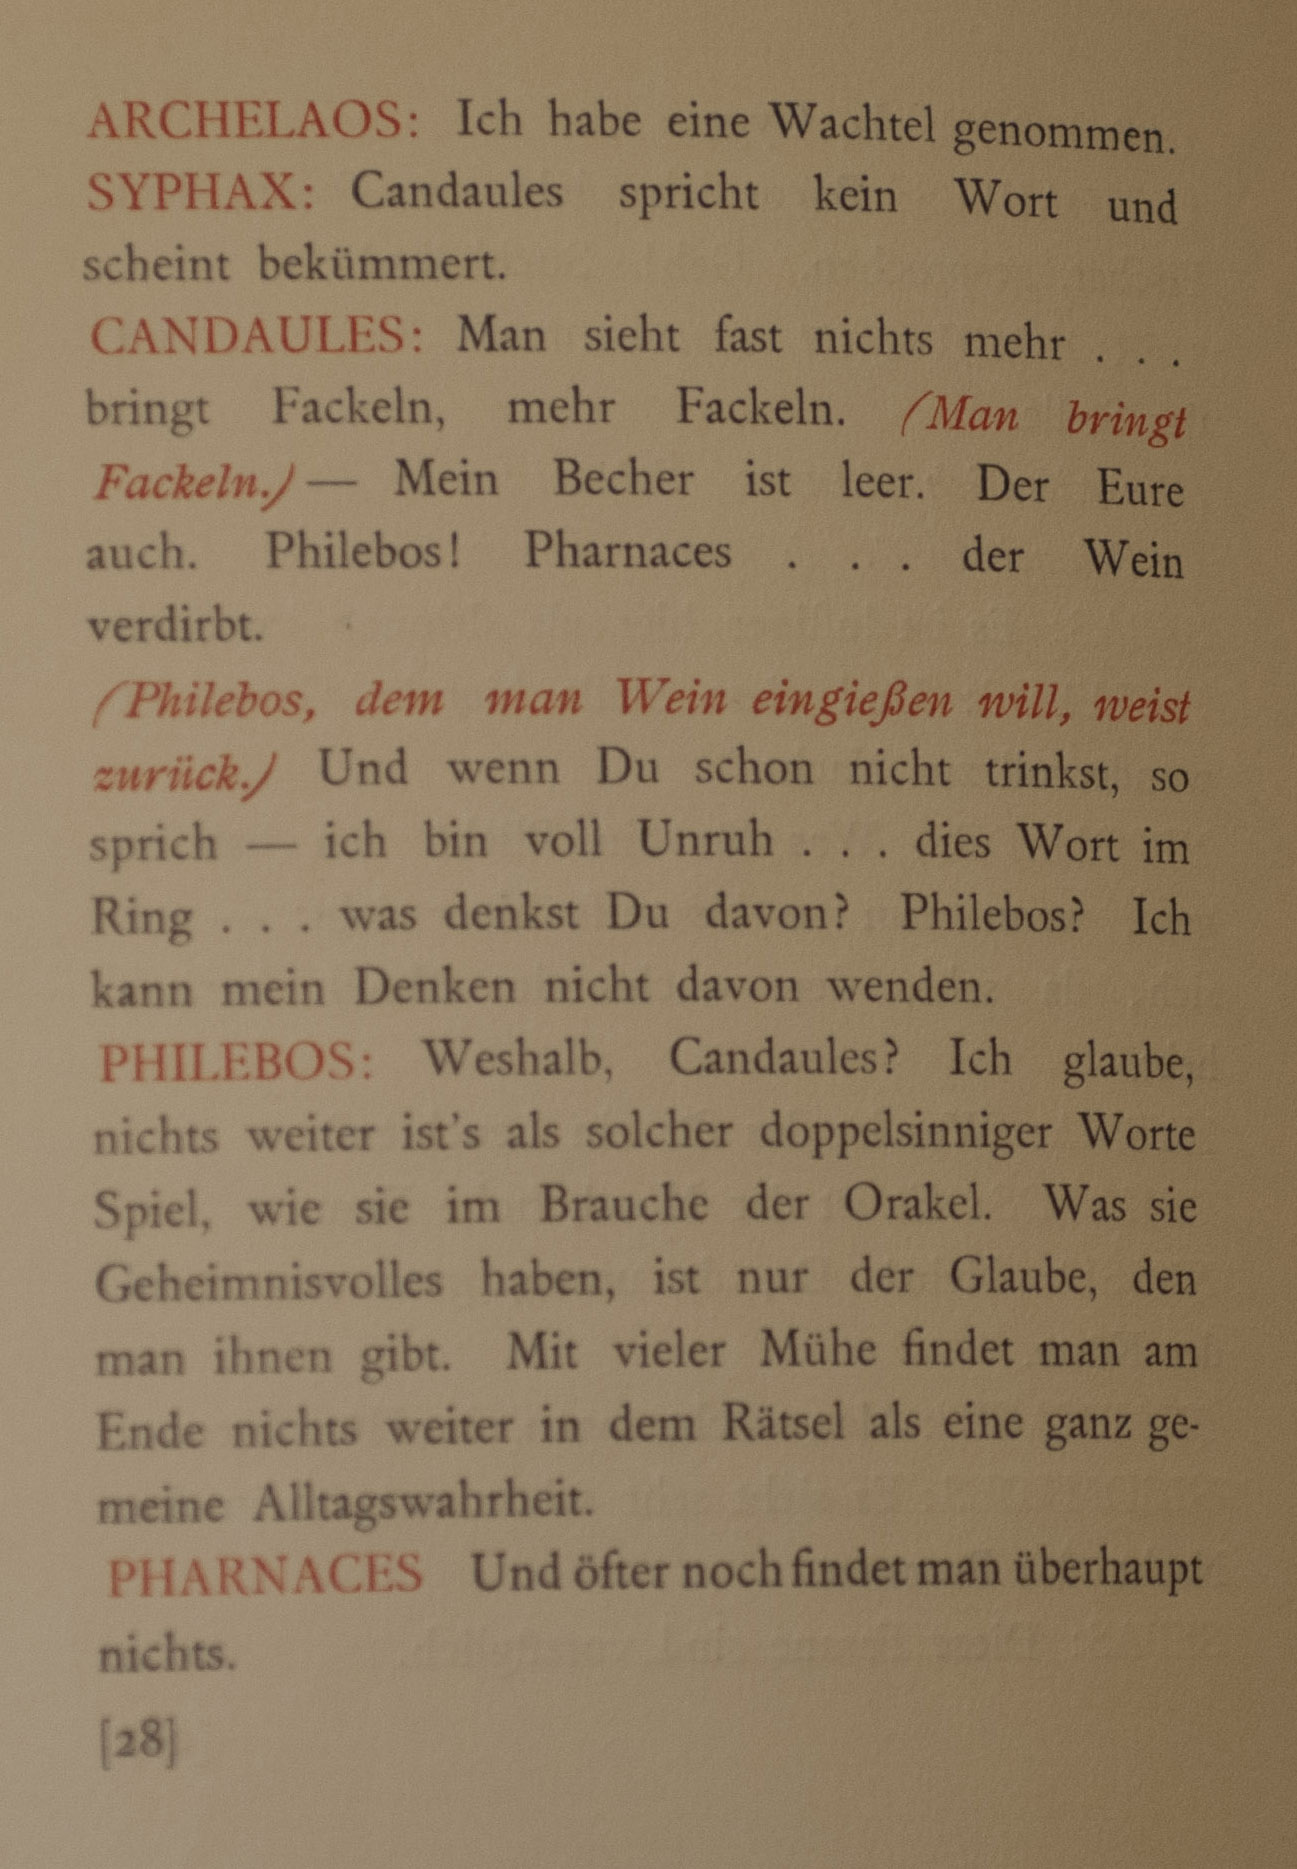 ARCHELAOS: Ich habe eine Wachtel genommen.
SYPHAX: Candaules spricht kein Wort und
scheint bekümmert.
CANDAULES: Man sieht fast nichts mehr . . .
bringt Fackeln, mehr Fackeln. (Man bringt
Fackeln.) — Mein Becher ist leer. Der Eure
auch. Philebos! Pharnaces . . . der Wein
verdirbt.
(Philebos, dem man Wein eingießen will, weist
zurück.) Und wenn Du schon nicht trinkst, so
sprich — ich bin voll Unruh . . . dies Wort im
Ring . . . was denkst Du davon? Philebos? Ich
kann mein Denken nicht davon wenden.
PHILEBOS: Weshalb, Candaules? Ich glaube,
nichts weiter ist's als solcher doppelsinniger Worte
Spiel, wie sie im Brauche der Orakel. Was sie
Geheimnisvolles haben, ist nur der Glaube, den
man ihnen gibt. Mit vieler Mühe findet man am
Ende nichts weiter in dem Rätsel als eine ganz ge-
meine Alltagswahrheit.
PHARNACES Und öfter noch findet man überhaupt
nichts.
[28]